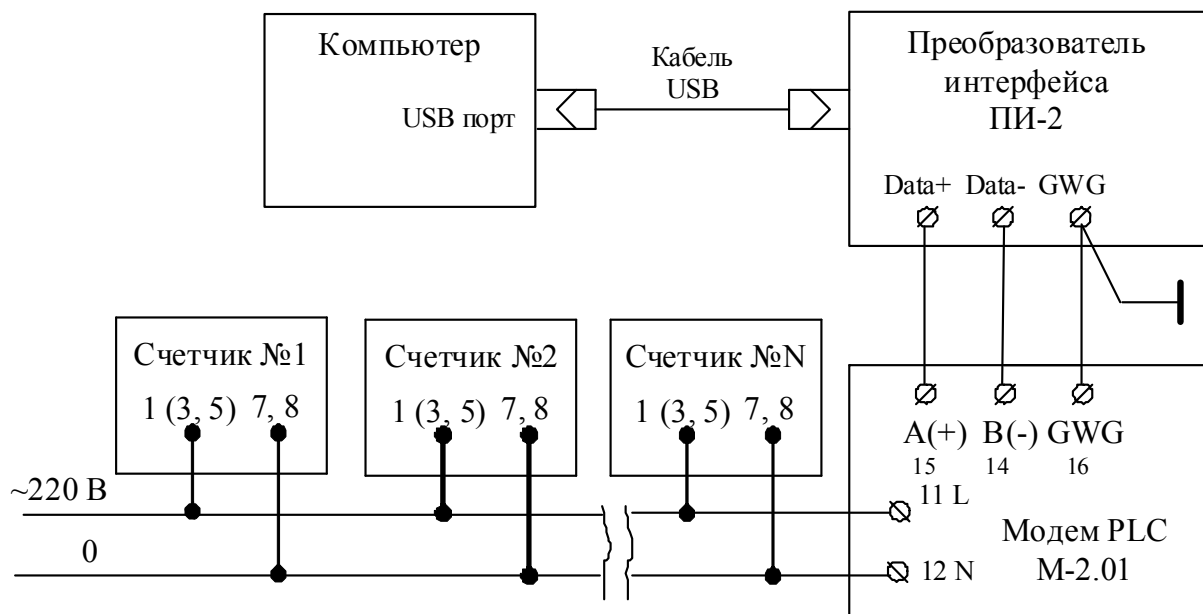 Компьютер
USB порт
Кабель
USB
Преобразователь
интерфейса
ПИ-2
Data+ Data- GWG
Счетчик №1
1 (3, 5) 7, 8
Счетчик №2
1 (3, 5) 7, 8
Счетчик №N
1 (3, 5) 7, 8
A(+) B(-) GWG
15 14 16
~220 В
0
11 L
12 N
Модем PLC
М-2.01